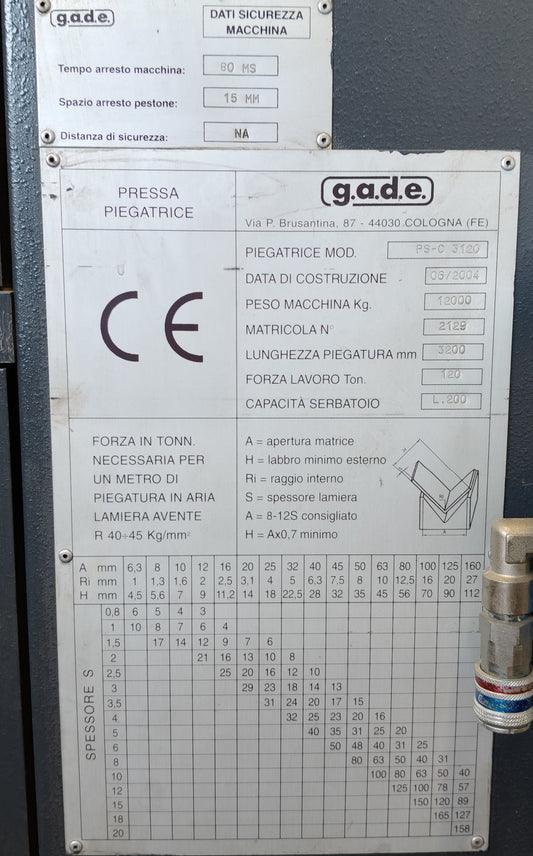 g.a.d.e.
DATI SICUREZZA
MACCHINA
Tempo arresto macchina: 80 MS
Spazio arresto pestone: 15 MM
Distanza di sicurezza: NA
PRESSA
PIEGATRICE
g.a.d.e.
Via P. Brusantina, 87 - 44030 COLOGNA (FE)
PIEGATRICE MOD. PS-C 3120
DATA DI COSTRUZIONE 06/2004
PESO MACCHINA Kg. 12000
MATRICOLA N° 2129
LUNGHEZZA PIEGATURA mm 3200
FORZA LAVORO Ton. 120
CAPACITÀ SERBATOIO L.200
CE
FORZA IN TONN.
NECESSARIA PER
UN METRO DI
PIEGATURA IN ARIA
LAMIERA AVENTE
R 40÷45 Kg/mm²
A = apertura matrice
H = labbro minimo esterno
Ri = raggio interno
S = spessore lamiera
A = 8-12S consigliato
H = Ax0,7 minimo
A mm 6,3 8 10 12 16 20 25 32 40 45 50 63 80 100 125 160
Ri mm 1 1,3 1,6 2 2,5 3,1 4 5 6,3 7,5 8 10 12,5 16 20 27
H mm 4,5 5,6 7 9 11,2 14 18 22,5 28 32 35 45 56 70 90 112
SPESSORE S
0,8 6 5 4 3
1 10 8 7 6 4
1,5 17 14 12 9 7 6
2 21 16 13 10 8
2,5 25 20 16 12 10
3 29 23 18 14 13
3,5 31 24 20 17 15
4 32 25 23 20 16
5 40 35 31 25 20
6 50 48 40 31 25
8 80 63 50 40 31
10 100 80 63 50 40
12 125 100 78 57
15 150 120 89
18 165 127
20 158